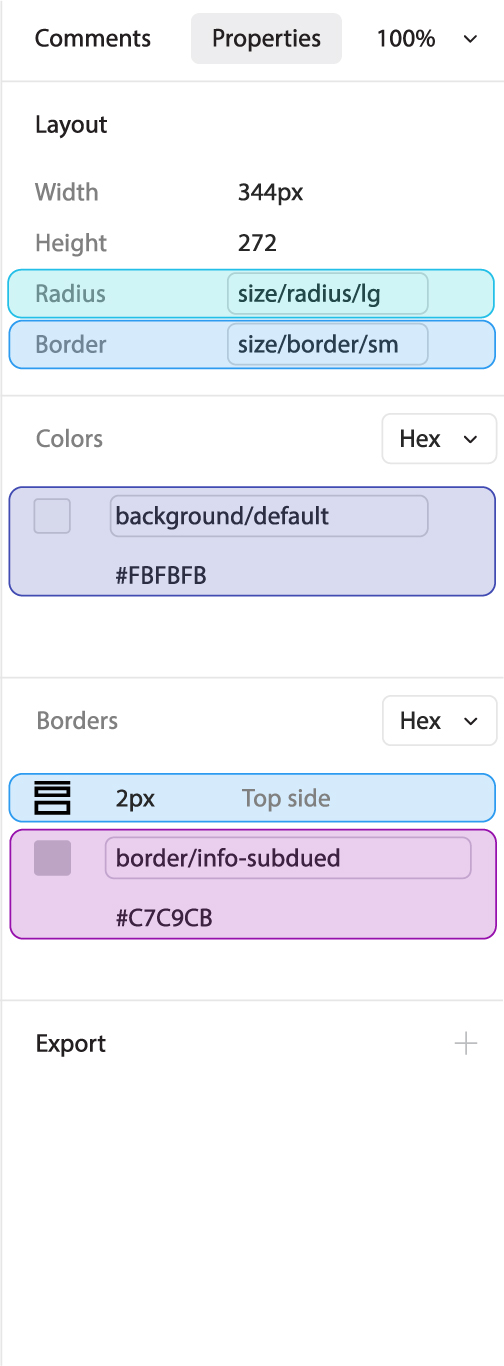 Comments Properties 100%
Layout
Width 344px
Height 272
Radius size/radius/lg
Border size/border/sm
Colors Hex
background/default
#FBFBFB
Borders Hex
2px Top side
border/info-subdued
#C7C9CB
Export